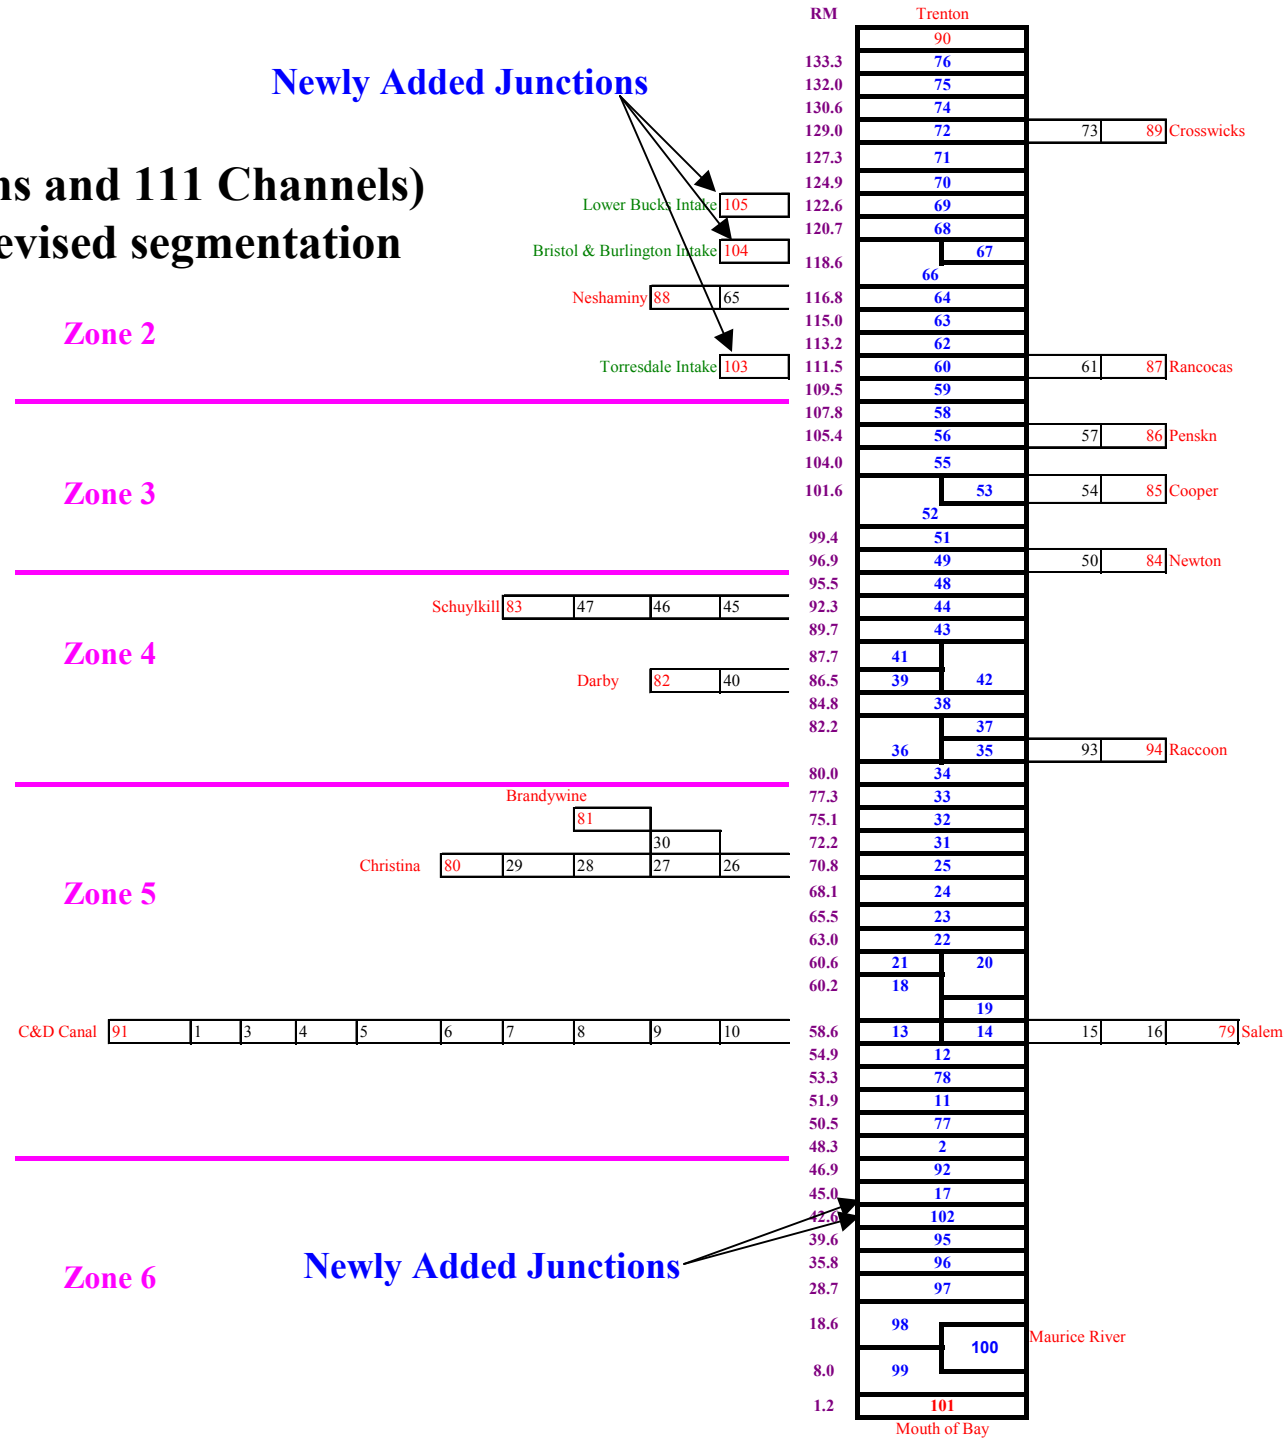 RM Trenton
90
133.3 76
Newly Added Junctions
132.0 75
130.6 74
129.0 72 73 89 Crosswicks
127.3 71
ns and 111 Channels)
124.9 70
Lower Bucks Intake 105 122.6 69
120.7 68
evised segmentation
Bristol & Burlington Intake 104 67
118.6
66
Neshaminy 88 65 116.8 64
115.0 63
Zone 2
113.2 62
Torresdale Intake 103 111.5 60 61 87 Rancocas
109.5 59
107.8 58
105.4 56 57 86 Penskn
104.0 55
Zone 3
101.6 53 54 85 Cooper
52
99.4 51
96.9 49 50 84 Newton
95.5 48
Schuylkill 83 47 46 45 92.3 44
89.7 43
Zone 4
87.7 41
Darby 82 40 86.5 39 42
84.8 38
82.2 37
36 35 93 94 Raccoon
80.0 34
Brandywine
77.3 33
81 75.1 32
30 72.2 31
Christina 80 29 28 27 26 70.8 25
Zone 5
68.1 24
65.5 23
63.0 22
60.6 21 20
60.2 18
19
C&D Canal 91 1 3 4 5 6 7 8 9 10 58.6 13 14 15 16 79 Salem
54.9 12
53.3 78
51.9 11
50.5 77
48.3 2
46.9 92
45.0 17
42.6 102
39.6 95
Newly Added Junctions
35.8 96
Zone 6
28.7 97
18.6 98
Maurice River
100
8.0 99
1.2 101
Mouth of Bay